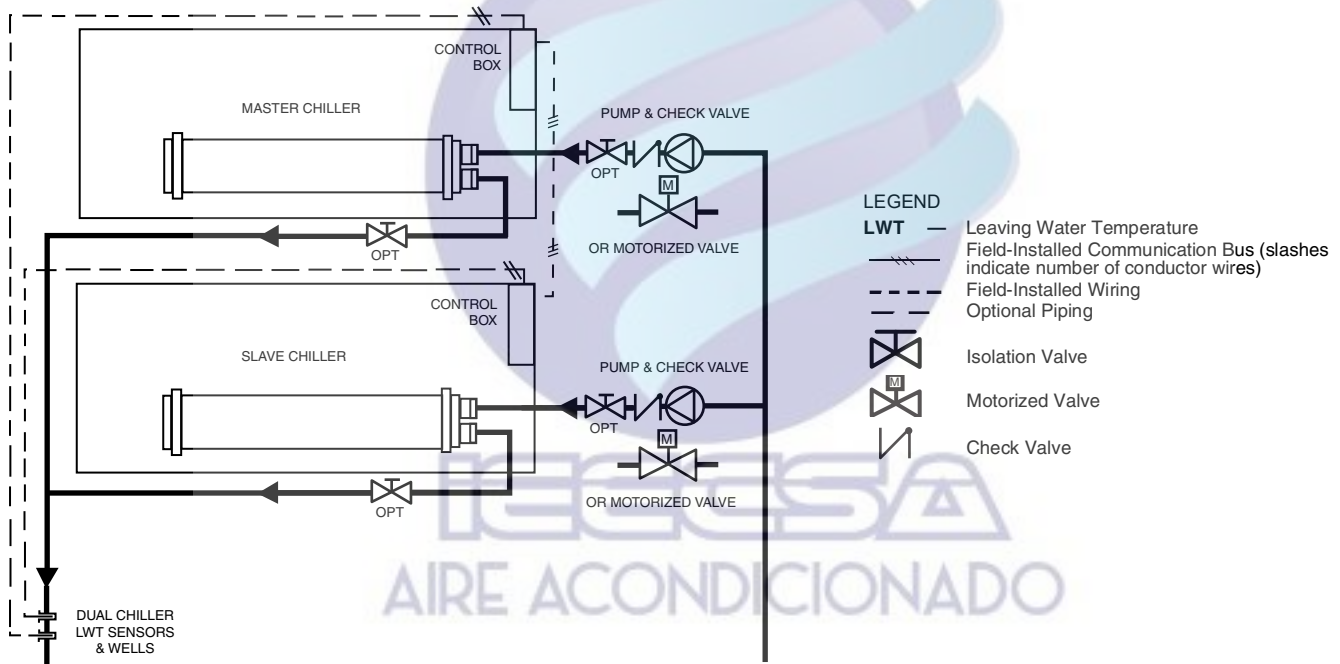 CONTROL
BOX
MASTER CHILLER
PUMP & CHECK VALVE
OPT
M
OR MOTORIZED VALVE
OPT
CONTROL
BOX
SLAVE CHILLER
PUMP & CHECK VALVE
OPT
M
OR MOTORIZED VALVE
OPT
DUAL CHILLER
LWT SENSORS
& WELLS
LEGEND
LWT — Leaving Water Temperature
Field-Installed Communication Bus (slashes
indicate number of conductor wires)
Field-Installed Wiring
Optional Piping
Isolation Valve
M
Motorized Valve
Check Valve
IECCSA
AIRE ACONDICIONADO